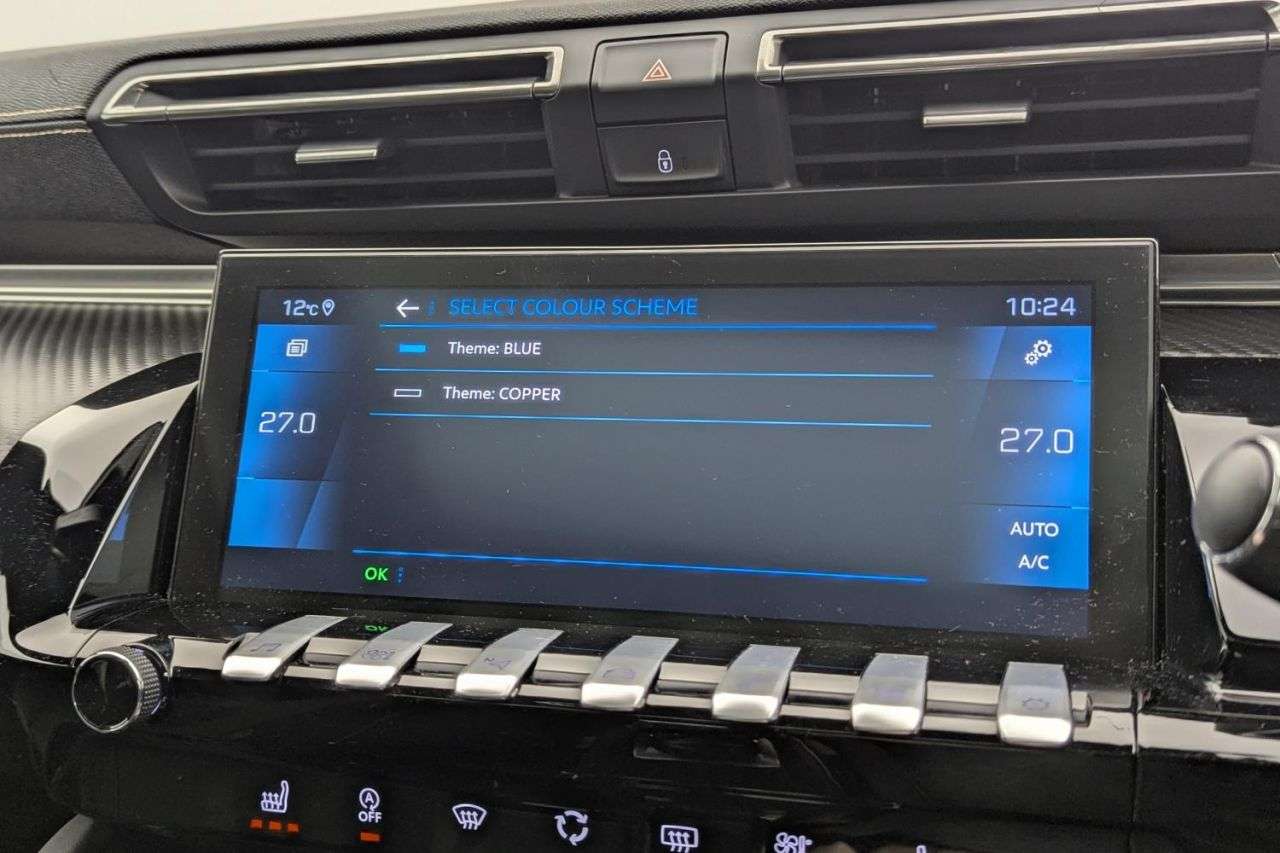 12°C
SELECT COLOUR SCHEME
10:24
Theme: BLUE
27.0
Theme: COPPER
27.0
AUTO
A/C
OK
A
OFF